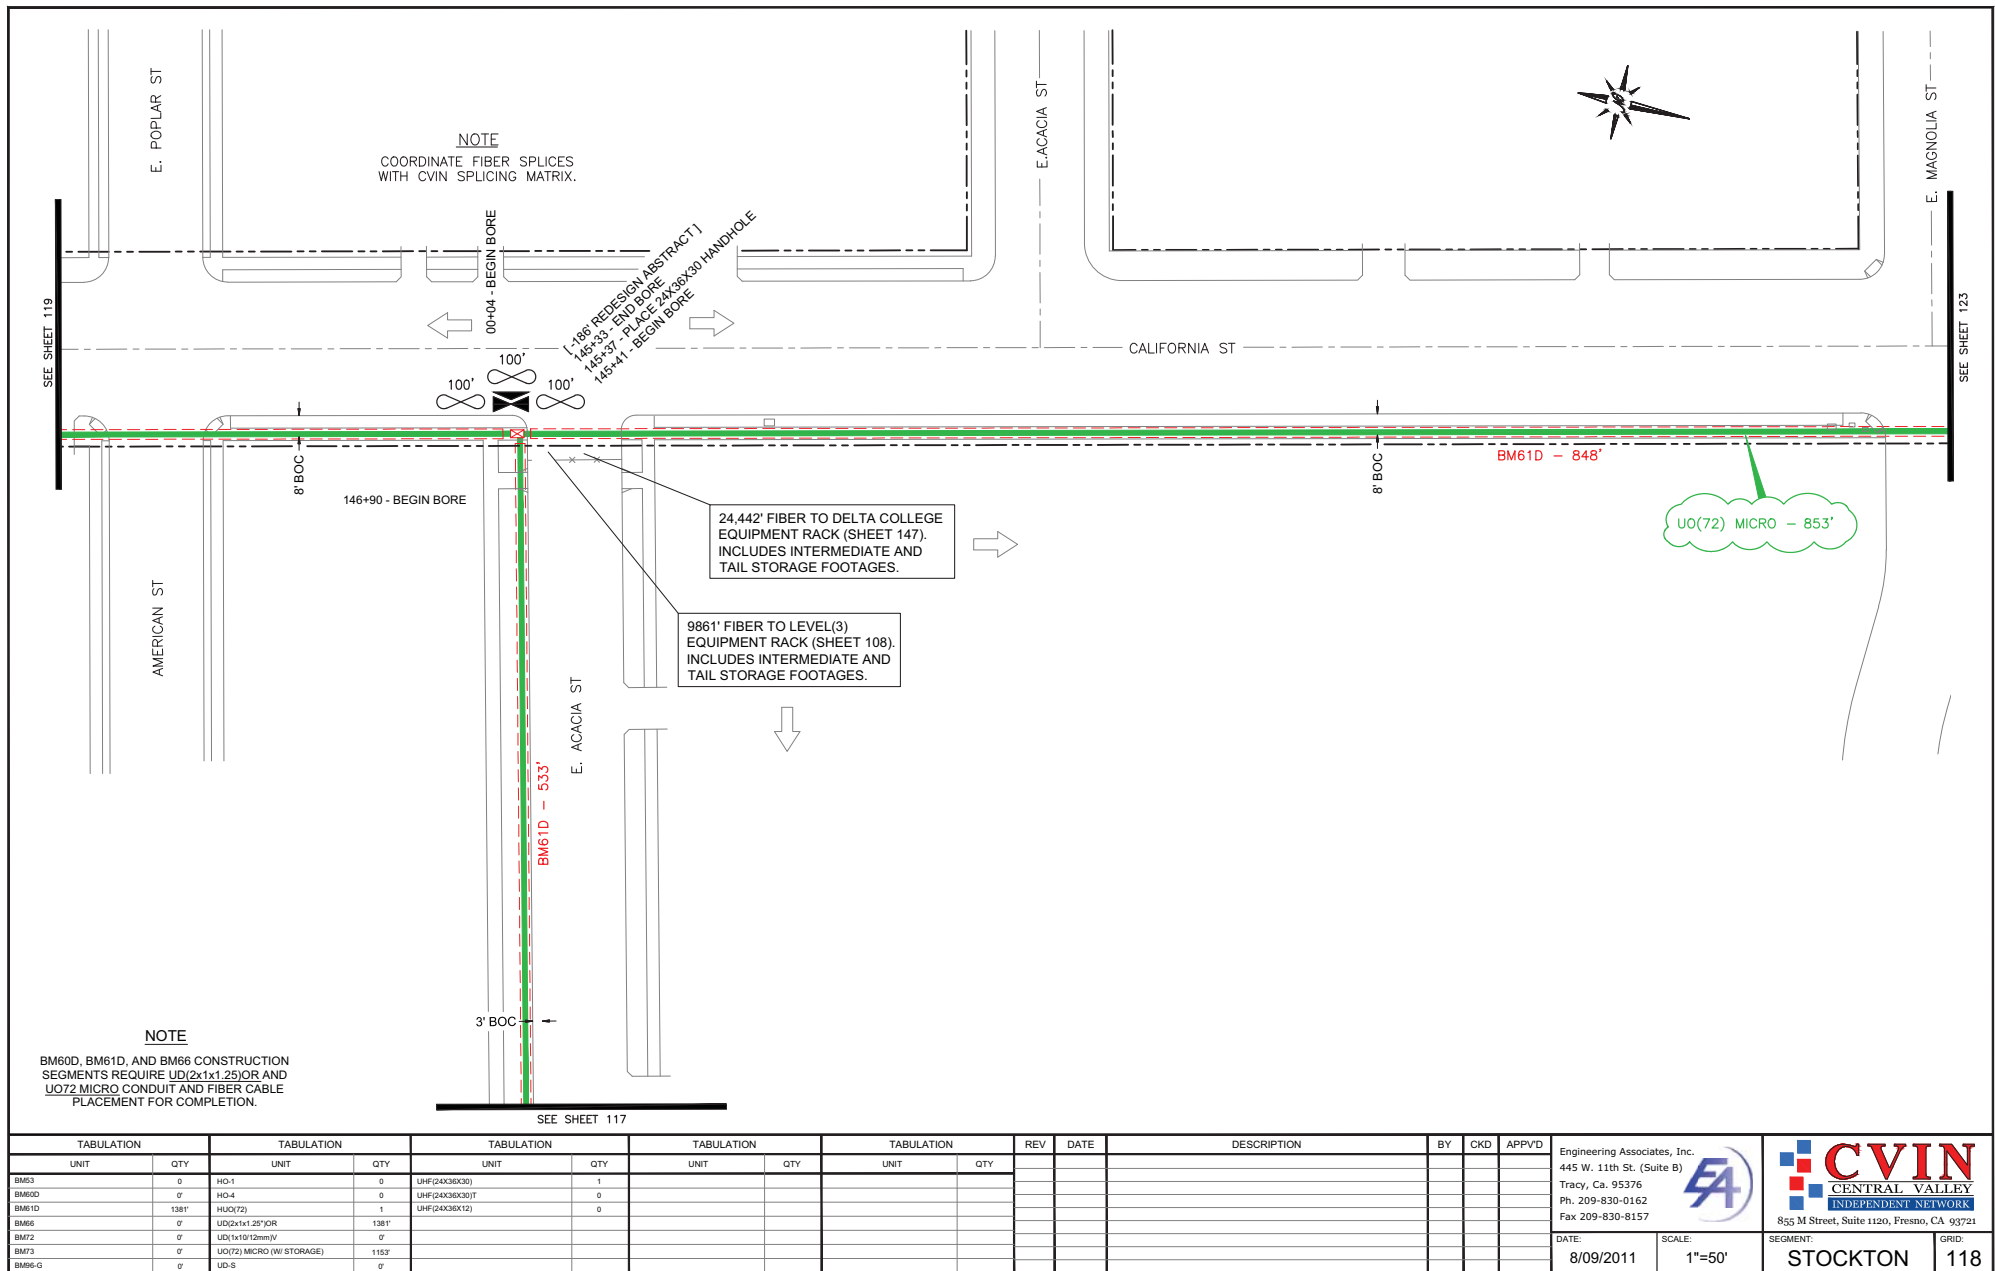 E. POPLAR ST
E.ACACIA ST
E. MAGNOLIA ST
NOTE
COORDINATE FIBER SPLICES
WITH CVIN SPLICING MATRIX.
SEE SHEET 119
00+04 - BEGIN BORE
[ -186' REDESIGN ABSTRACT ]
145+33 - END BORE
145+37 - PLACE 24X36X30 HANDHOLE
145+41 - BEGIN BORE
SEE SHEET 123
CALIFORNIA ST
100'
100'
100'
8' BOC
8' BOC
146+90 - BEGIN BORE
BM61D - 848'
UO(72) MICRO - 853'
24,442' FIBER TO DELTA COLLEGE
EQUIPMENT RACK (SHEET 147).
INCLUDES INTERMEDIATE AND
TAIL STORAGE FOOTAGES.
9861' FIBER TO LEVEL(3)
EQUIPMENT RACK (SHEET 108).
INCLUDES INTERMEDIATE AND
TAIL STORAGE FOOTAGES.
AMERICAN ST
E. ACACIA ST
BM61D - 533'
3' BOC
NOTE
BM60D, BM61D, AND BM66 CONSTRUCTION
SEGMENTS REQUIRE UD(2x1x1.25)OR AND
UO72 MICRO CONDUIT AND FIBER CABLE
PLACEMENT FOR COMPLETION.
SEE SHEET 117
TABULATION TABULATION TABULATION TABULATION TABULATION REV DATE DESCRIPTION BY CKD APPV'D
UNIT QTY UNIT QTY UNIT QTY UNIT QTY UNIT QTY
BM53 0 HO-1 0 UHF(24X36X30) 1
BM60D 0' HO-4 0 UHF(24X36X30)T 0
BM61D 1381' HUO(72) 1 UHF(24X36X12) 0
BM66 0' UD(2x1x1.25")OR 1381'
BM72 0' UD(1x10/12mm)V 0'
BM73 0' UO(72) MICRO (W/ STORAGE) 1153'
BM96-G 0' UD-S 0'
Engineering Associates, Inc.
445 W. 11th St. (Suite B)
Tracy, Ca. 95376
Ph. 209-830-0162
Fax 209-830-8157
EA
CVIN
CENTRAL VALLEY
INDEPENDENT NETWORK
855 M Street, Suite 1120, Fresno, CA 93721
DATE: SCALE: SEGMENT: GRID:
8/09/2011 1"=50' STOCKTON 118